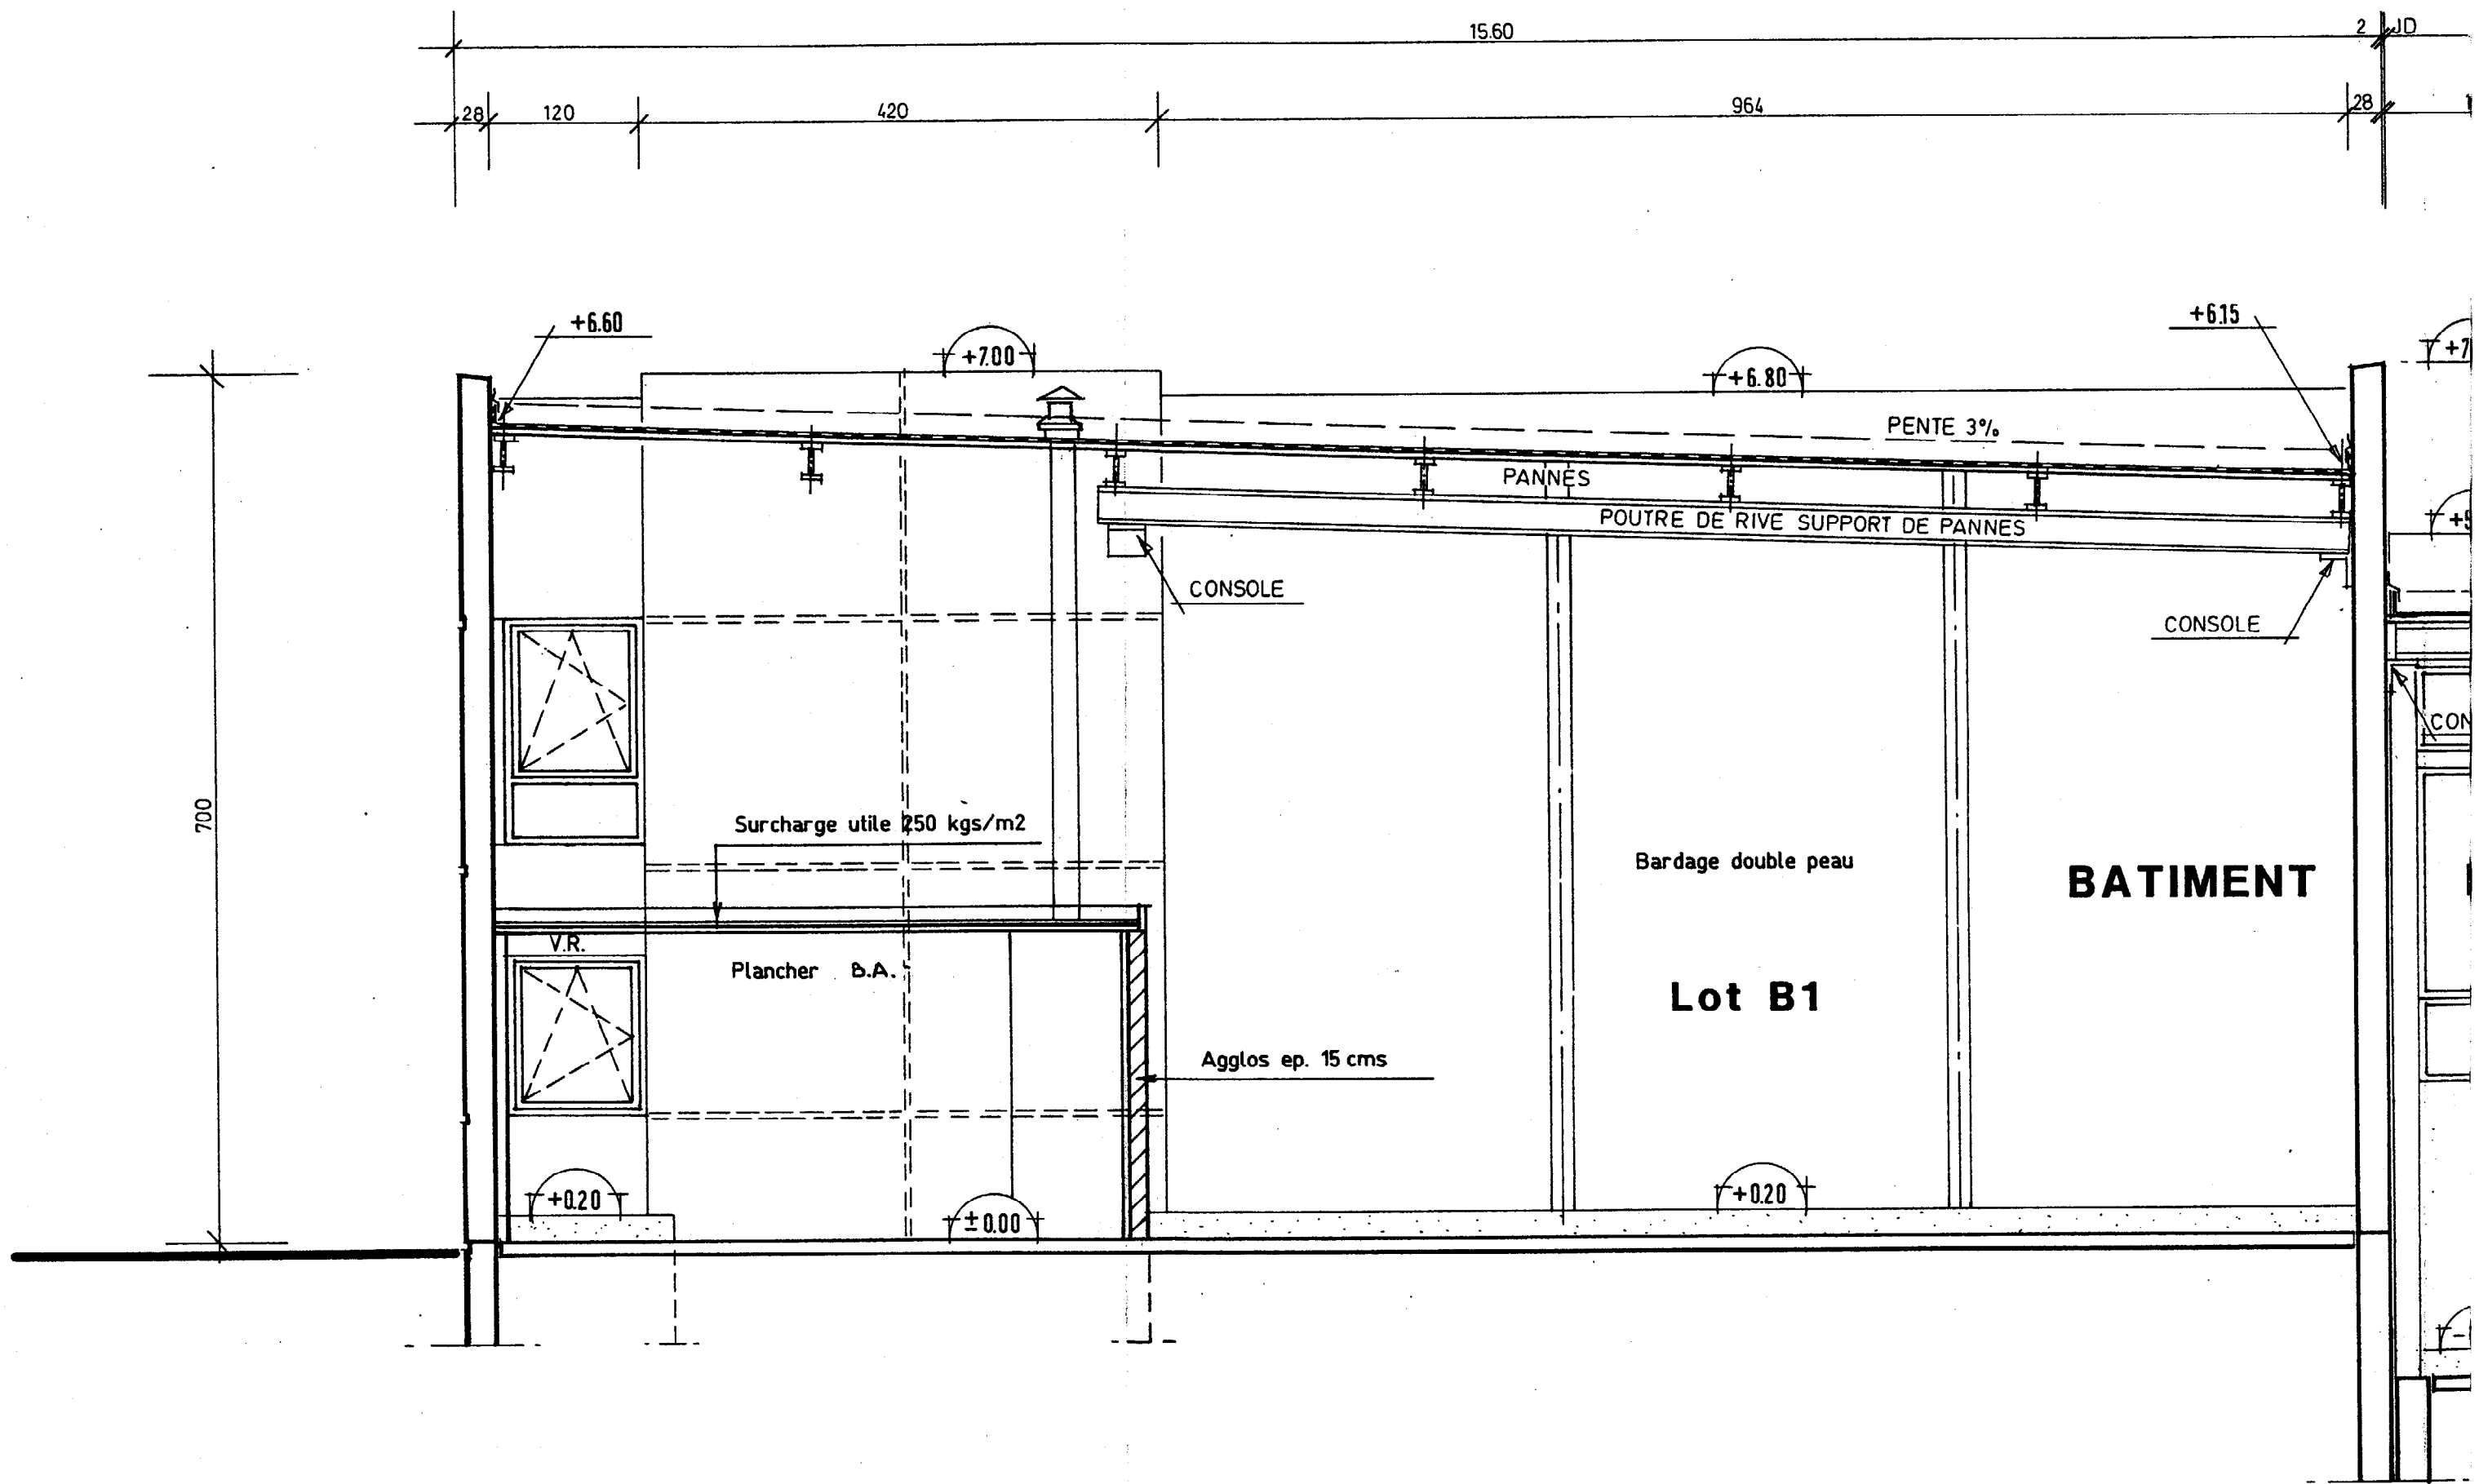 15.60
2
JD
28
120
420
964
28
+6.60
+7.00
+6.80
+6.15
PENTE 3%
PANNES
POUTRE DE RIVE SUPPORT DE PANNES
CONSOLE
CONSOLE
700
Surcharge utile 250 kgs/m2
Bardage double peau
BATIMENT
V.R.
Plancher B.A.
Lot B1
Agglos ep. 15 cms
+0.20
±0.00
+0.20